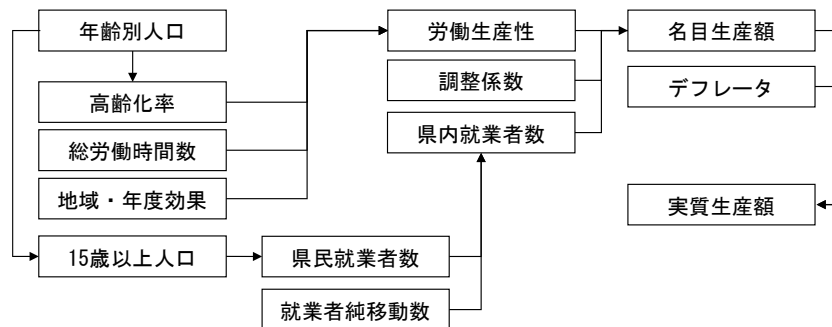 年齢別人口
高齢化率
総労働時間数
地域・年度効果
15歳以上人口
県民就業者数
就業者純移動数
労働生産性
調整係数
県内就業者数
名目生産額
デフレータ
実質生産額